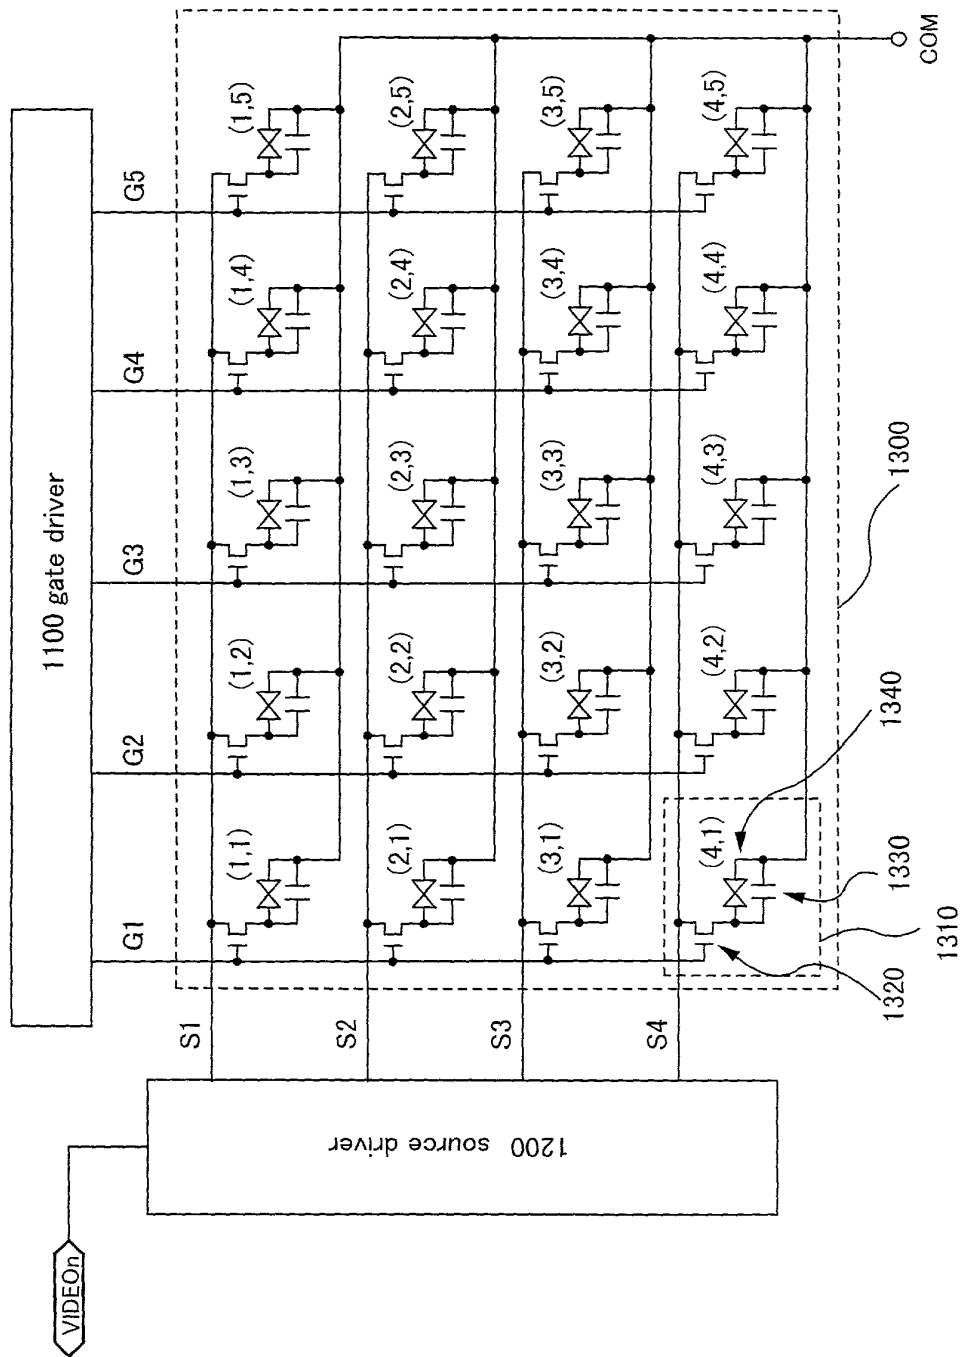 1100 gate driver
G1
G2
G3
G4
G5
VIDEOn
1200 source driver
S1
S2
S3
S4
(1,1)
(1,2)
(1,3)
(1,4)
(1,5)
(2,1)
(2,2)
(2,3)
(2,4)
(2,5)
(3,1)
(3,2)
(3,3)
(3,4)
(3,5)
(4,1)
(4,2)
(4,3)
(4,4)
(4,5)
COM
1320
1310
1330
1340
1300